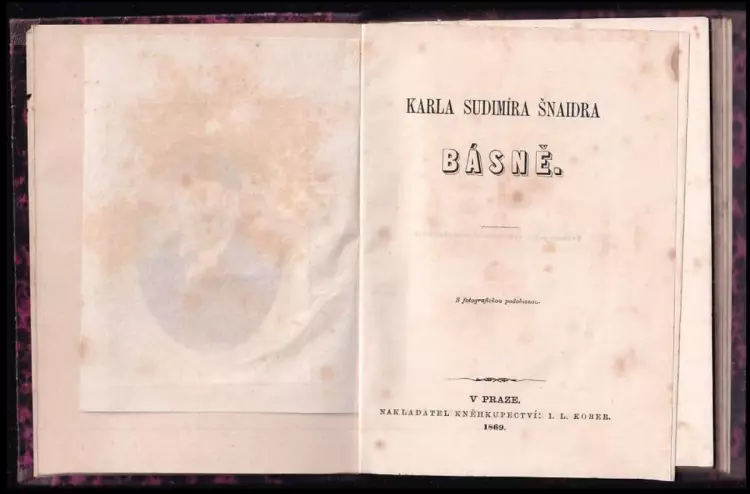 KARLA SUDIMÍRA ŠNAIDRA
BÁSNĚ.
S fotografickou podobiznou.
V PRAZE.
NAKLADATEL KNĚHKUPECTVÍ: I. L. KOBER.
1869.